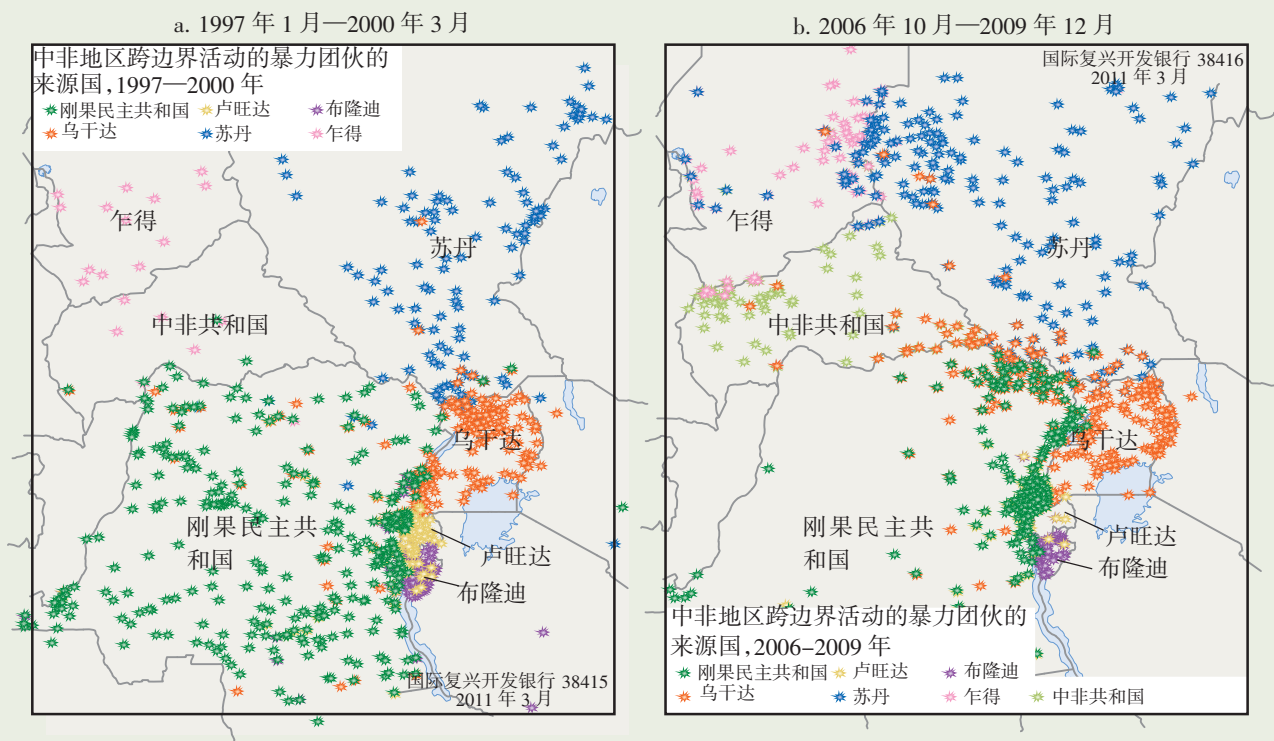 a. 1997 年 1 月—2000 年 3 月
中非地区跨边界活动的暴力团伙的
来源国,1997—2000 年
刚果民主共和国 卢旺达 布隆迪
乌干达 苏丹 乍得
乍得
苏丹
中非共和国
乌干达
刚果民主共
和国
卢旺达
布隆迪
国际复兴开发银行 38415
2011 年 3 月
b. 2006 年 10 月—2009 年 12 月
国际复兴开发银行 38416
2011 年 3 月
乍得
苏丹
中非共和国
乌干达
刚果民主共
和国
卢旺达
布隆迪
中非地区跨边界活动的暴力团伙的
来源国,2006–2009 年
刚果民主共和国 卢旺达 布隆迪
乌干达 苏丹 乍得 中非共和国